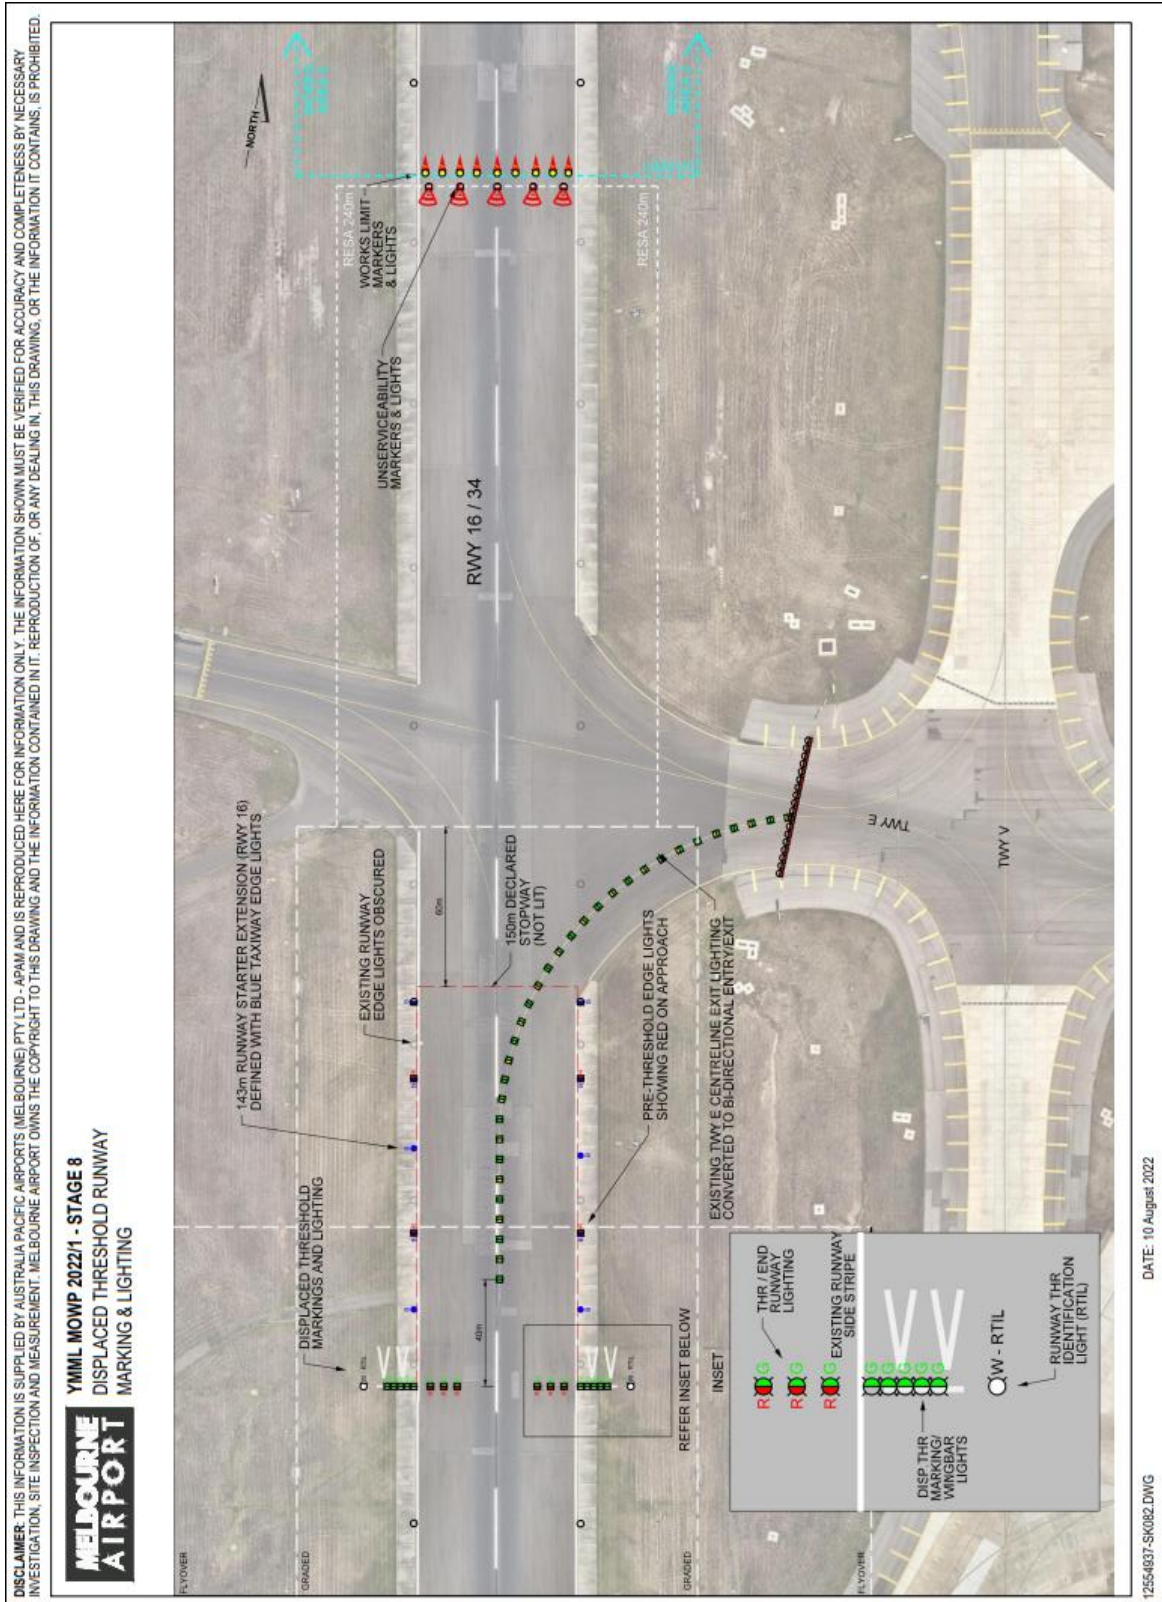 DISCLAIMER: THIS INFORMATION IS SUPPLIED BY AUSTRALIA PACIFIC AIRPORTS (MELBOURNE) PTY LTD - APAM AND IS REPRODUCED HERE FOR INFORMATION ONLY. THE INFORMATION SHOWN MUST BE VERIFIED FOR ACCURACY AND COMPLETENESS BY NECESSARY
INVESTIGATION, SITE INSPECTION AND MEASUREMENT. MELBOURNE AIRPORT OWNS THE COPYRIGHT TO THIS DRAWING AND THE INFORMATION CONTAINED IN IT. REPRODUCTION OF, OR ANY DEALING IN, THIS DRAWING, OR THE INFORMATION IT CONTAINS, IS PROHIBITED.
MELBOURNE
AIRPORT
YMML MOWP 2022/1 - STAGE 8
DISPLACED THRESHOLD RUNWAY
MARKING & LIGHTING
FLYOVER
GRADED
NORTH
143m RUNWAY STARTER EXTENSION (RWY 16)
DEFINED WITH BLUE TAXIWAY EDGE LIGHTS
DISPLACED THRESHOLD
MARKINGS AND LIGHTING
EXISTING RUNWAY
EDGE LIGHTS OBSCURED
RESA 240m
WORKS LIMIT
MARKERS
& LIGHTS
UNSERVICEABILITY
MARKERS & LIGHTS
RTIL
40m
60m
150m DECLARED
STOPWAY
(NOT LIT)
RWY 16 / 34
RTIL
RESA 240m
PRE-THRESHOLD EDGE LIGHTS
SHOWING RED ON APPROACH
REFER INSET BELOW
GRADED
EXISTING TWY E CENTRELINE EXIT LIGHTING
CONVERTED TO BI-DIRECTIONAL ENTRY/EXIT
INSET
R G
R G
R G
THR / END
RUNWAY
LIGHTING
EXISTING RUNWAY
SIDE STRIPE
G
G
G
G
G
DISP. THR
MARKING/
WINGBAR
LIGHTS
W - RTIL
RUNWAY THR
IDENTIFICATION
LIGHT (RTIL)
FLYOVER
TWY E
TWY V
12554937-SK082.DWG
DATE: 10 August 2022